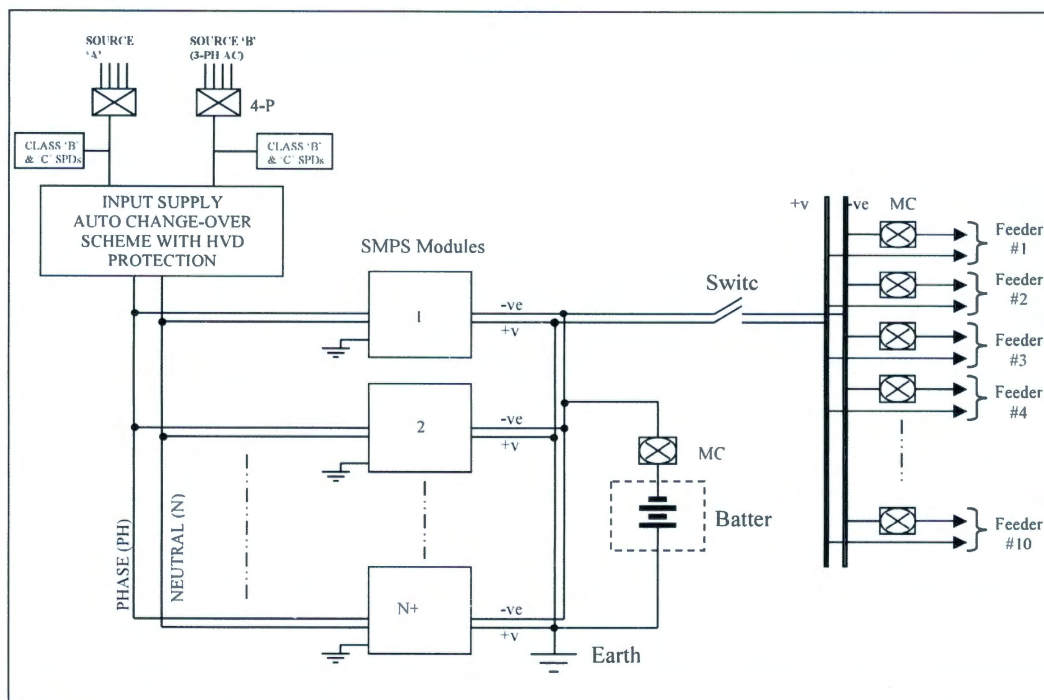 SOURCE
'A'
SOURCE 'B'
(3-PH AC)
4-P
CLASS 'B'
& 'C' SPDs
CLASS 'B'
& 'C' SPDs
INPUT SUPPLY
AUTO CHANGE-OVER
SCHEME WITH HVD
PROTECTION
SMPS Modules
1
-ve
+v
2
-ve
+v
N+
-ve
+v
PHASE (PH)
NEUTRAL (N)
Switc
MC
Batter
Earth
+v
-ve
MC
Feeder
#1
Feeder
#2
Feeder
#3
Feeder
#4
Feeder
#10